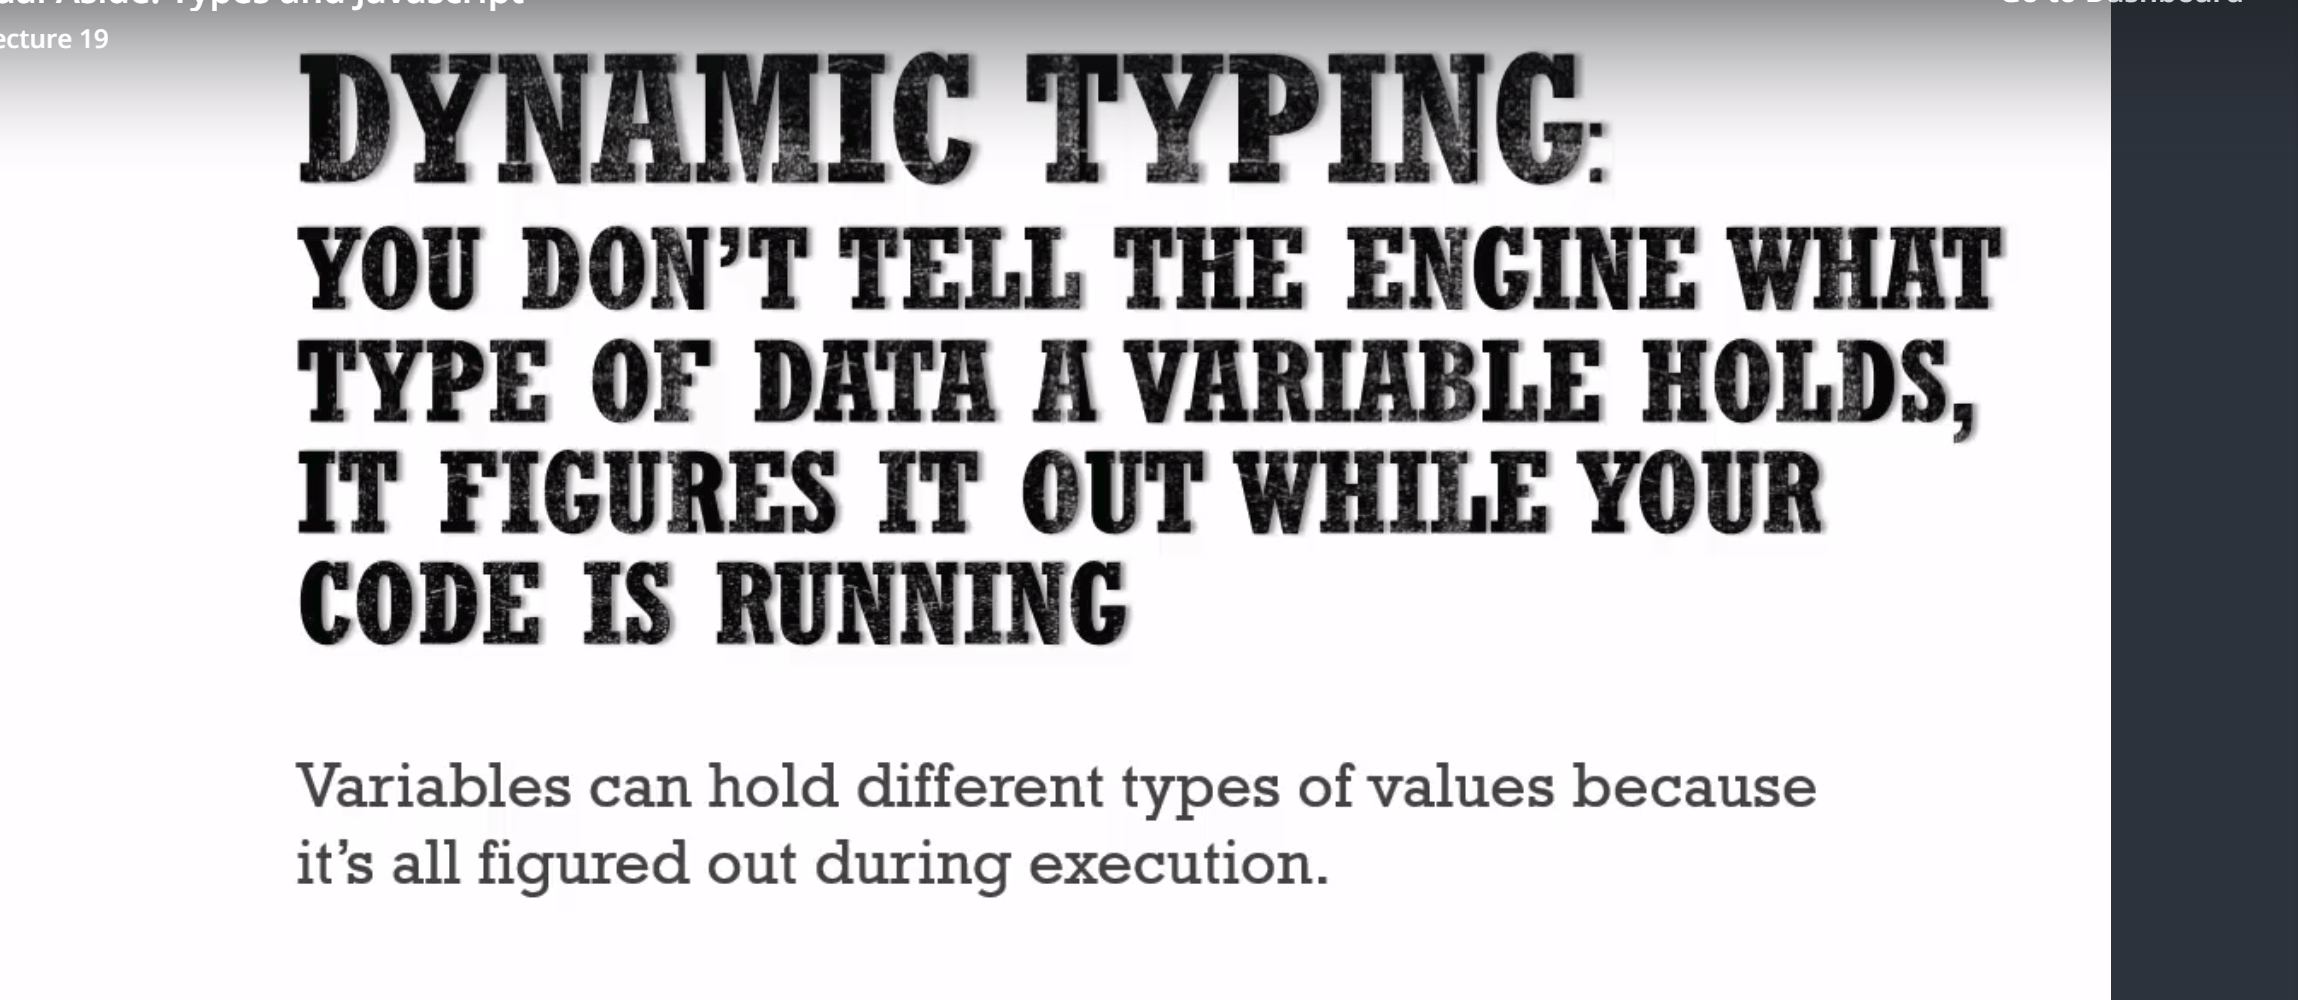 Aside: Types and Javascript
Go to Dashboard
Lecture 19
DYNAMIC TYPING:
YOU DON'T TELL THE ENGINE WHAT
TYPE OF DATA A VARIABLE HOLDS,
IT FIGURES IT OUT WHILE YOUR
CODE IS RUNNING
Variables can hold different types of values because
it's all figured out during execution.